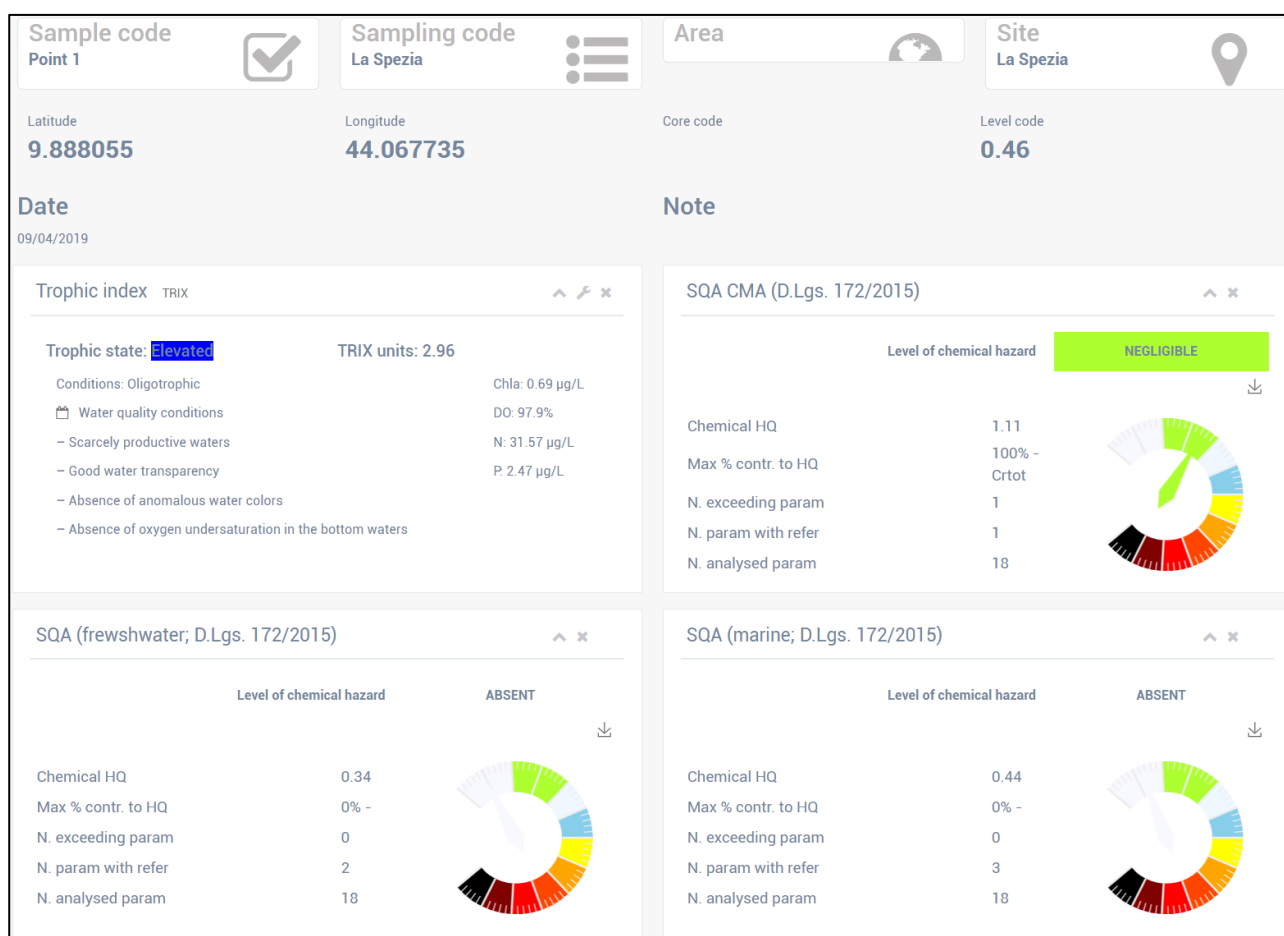 Sample code
Point 1
Sampling code
La Spezia
Area
Site
La Spezia
Latitude
9.888055
Longitude
44.067735
Core code
Level code
0.46
Date
09/04/2019
Note
Trophic index TRIX
Trophic state: Elevated
TRIX units: 2.96
Conditions: Oligotrophic
Chla: 0.69 µg/L
Water quality conditions
DO: 97.9%
– Scarcely productive waters
N: 31.57 µg/L
– Good water transparency
P: 2.47 µg/L
– Absence of anomalous water colors
– Absence of oxygen undersaturation in the bottom waters
SQA CMA (D.Lgs. 172/2015)
Level of chemical hazard
NEGLIGIBLE
Chemical HQ
1.11
Max % contr. to HQ
100% -
Crtot
N. exceeding param
1
N. param with refer
1
N. analysed param
18
SQA (frewshwater; D.Lgs. 172/2015)
Level of chemical hazard
ABSENT
Chemical HQ
0.34
Max % contr. to HQ
0% -
N. exceeding param
0
N. param with refer
2
N. analysed param
18
SQA (marine; D.Lgs. 172/2015)
Level of chemical hazard
ABSENT
Chemical HQ
0.44
Max % contr. to HQ
0% -
N. exceeding param
0
N. param with refer
3
N. analysed param
18